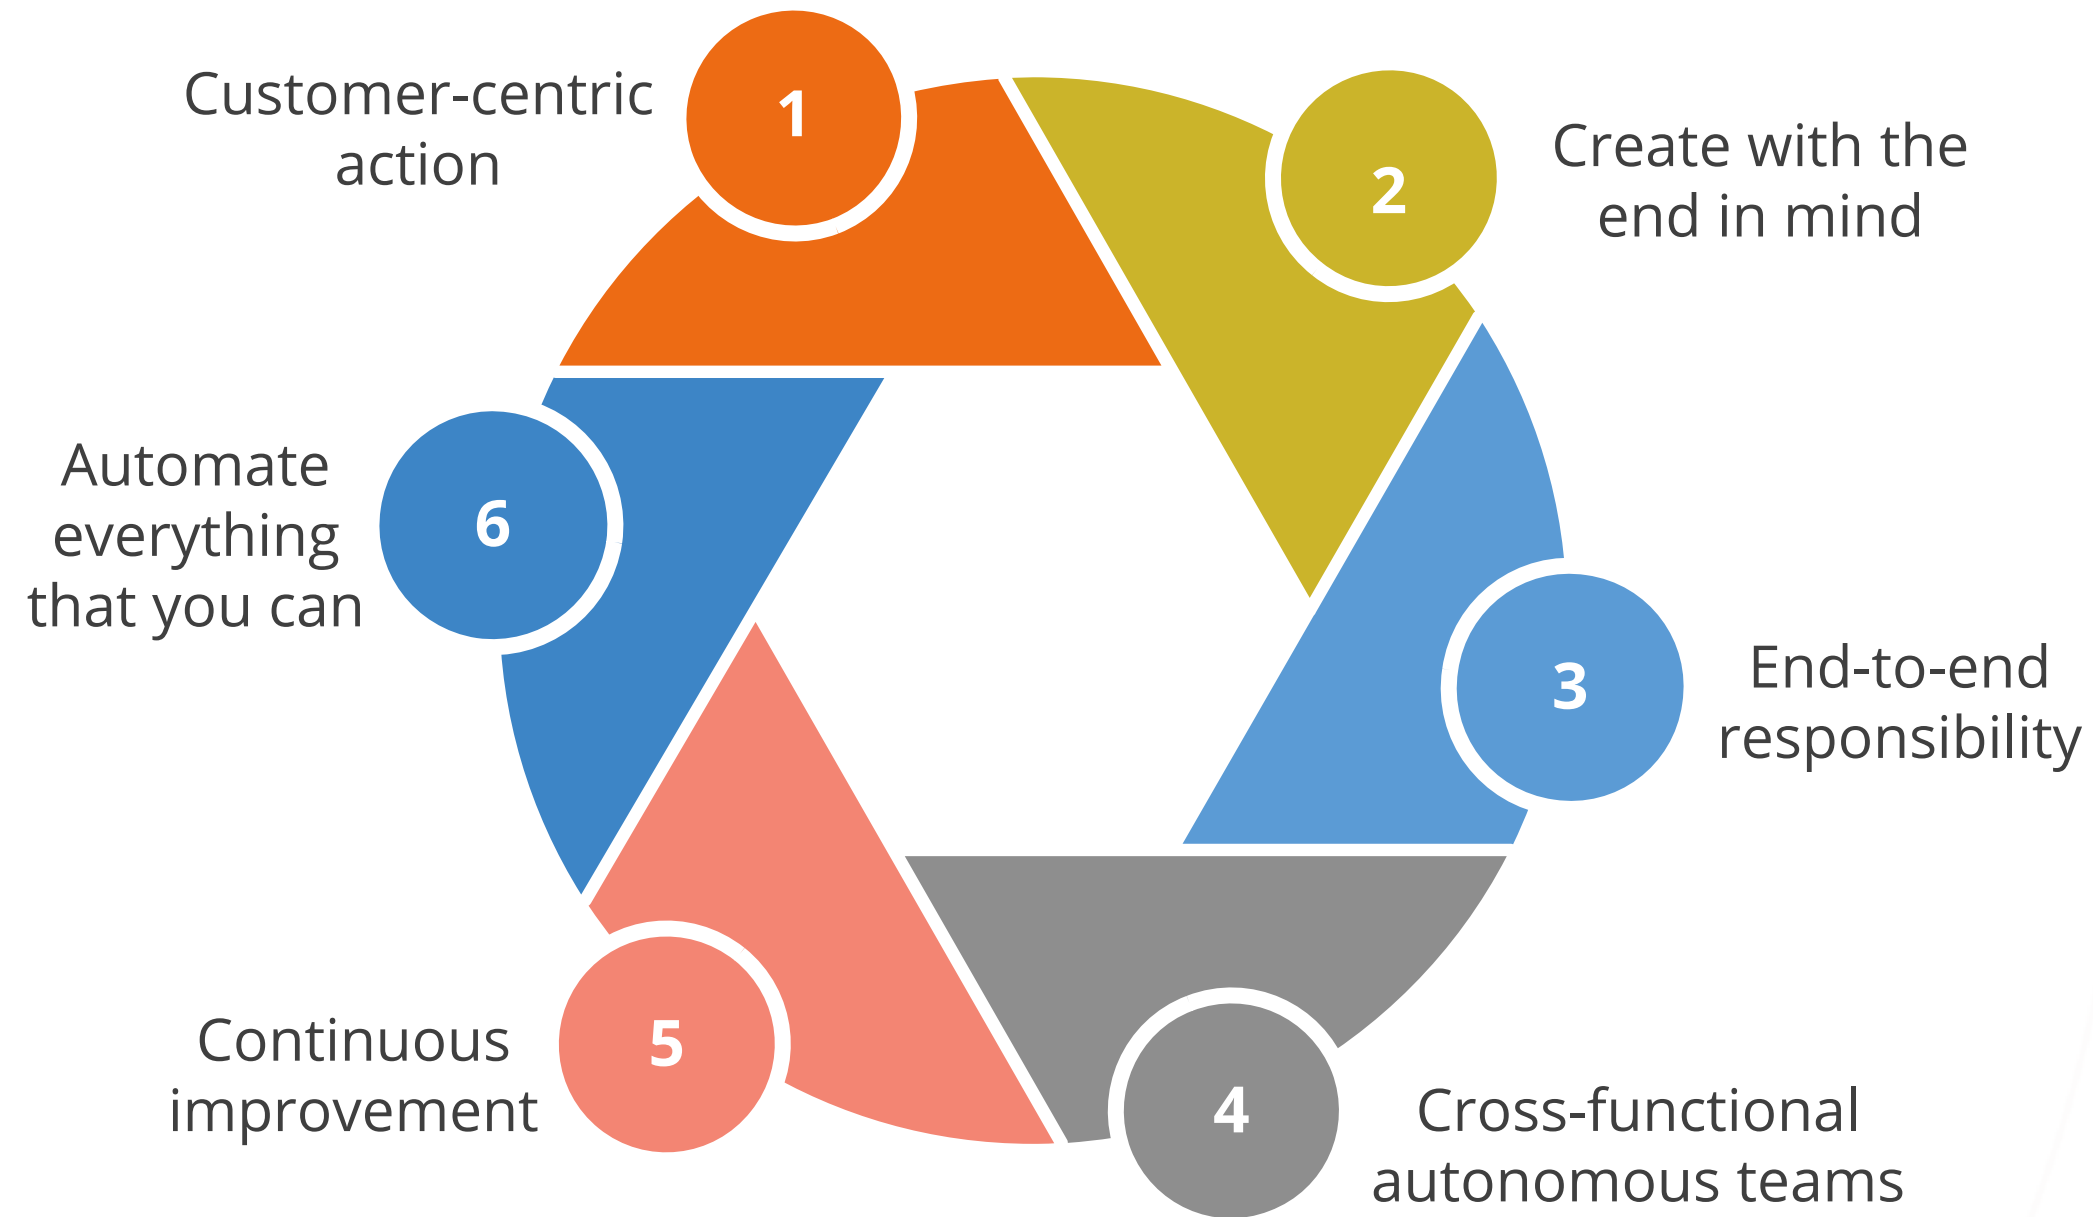 Customer-centric
action
1
2
Create with the
end in mind
3
End-to-end
responsibility
4
Cross-functional
autonomous teams
5
Continuous
improvement
6
Automate
everything
that you can